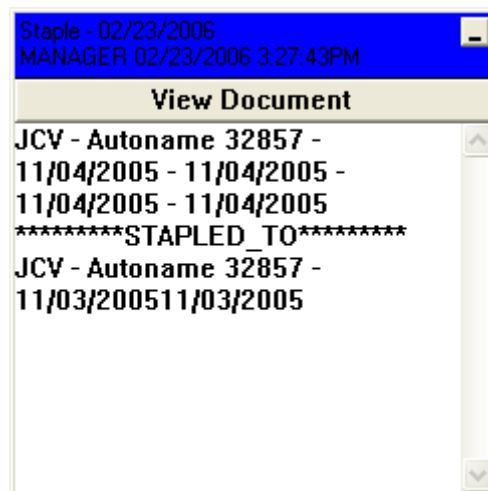 Staple - 02/23/2006
MANAGER 02/23/2006 3:27:43PM
View Document
JCV - Autoname 32857 -
11/04/2005 - 11/04/2005 -
11/04/2005 - 11/04/2005
*********STAPLED_TO*********
JCV - Autoname 32857 -
11/03/200511/03/2005